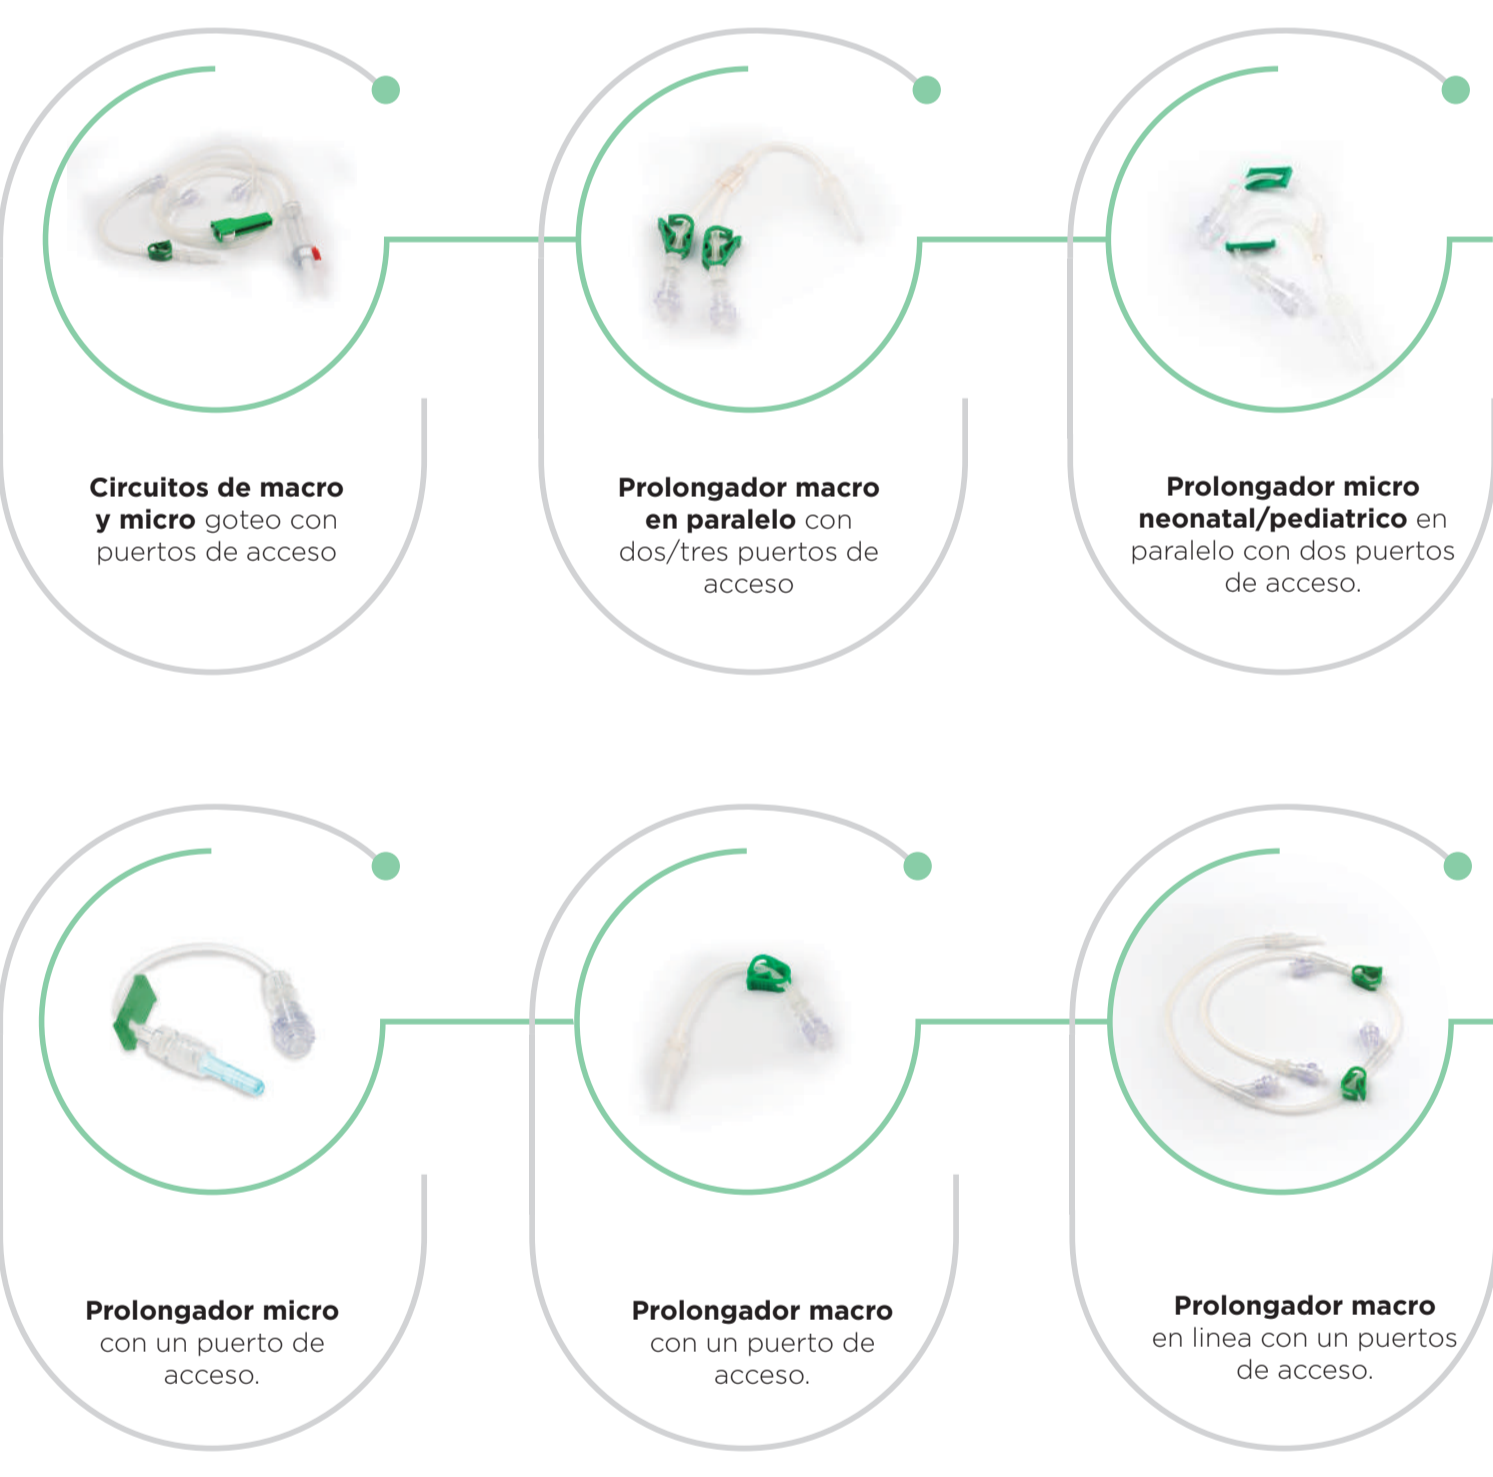 Circuitos de macro
y micro goteo con
puertos de acceso
Prolongador macro
en paralelo con
dos/tres puertos de
acceso
Prolongador micro
neonatal/pediatrico en
paralelo con dos puertos
de acceso.
Prolongador micro
con un puerto de
acceso.
Prolongador macro
con un puerto de
acceso.
Prolongador macro
en linea con un puertos
de acceso.